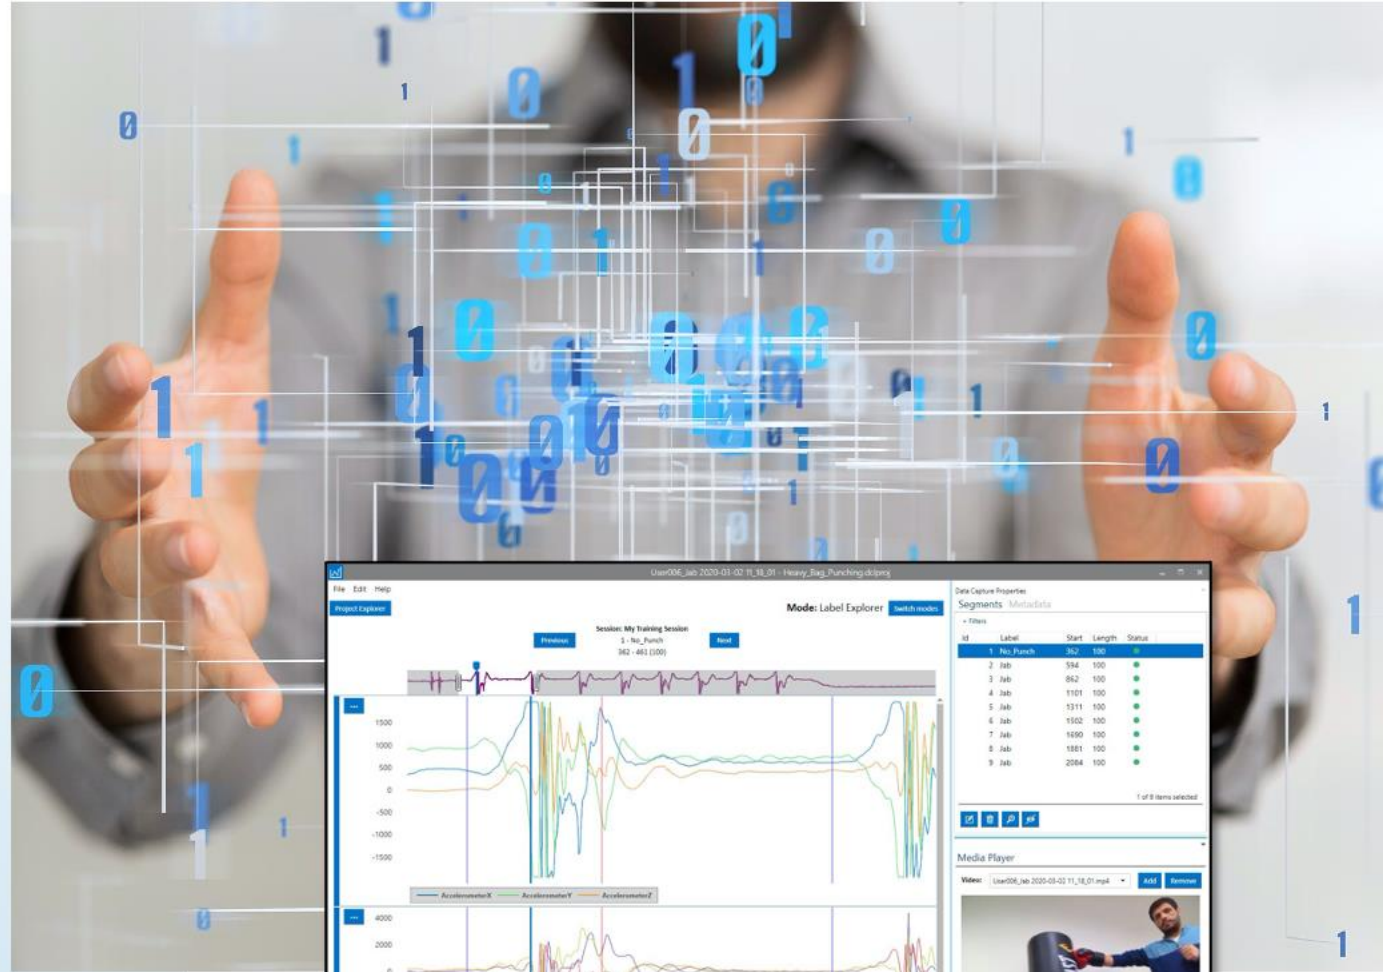 User006_Jab 2020-03-02 11_18_01 - Heavy_Bag_Punching.dclproj
File Edit Help
Project Explorer
Mode: Label Explorer
Switch modes
Session: My Training Session
Previous
1 - No_Punch
Next
362 - 461 (100)
1500
1000
500
0
-500
-1000
-1500
AccelerometerX AccelerometerY AccelerometerZ
4000
2000
0
Data Capture Properties
Segments Metadata
Filters
Id Label Start Length Status
1 No_Punch 362 100
2 Jab 594 100
3 Jab 862 100
4 Jab 1101 100
5 Jab 1311 100
6 Jab 1502 100
7 Jab 1690 100
8 Jab 1881 100
9 Jab 2084 100
1 of 9 items selected
Media Player
Video: User006_Jab 2020-03-02 11_18_01.mp4
Add Remove